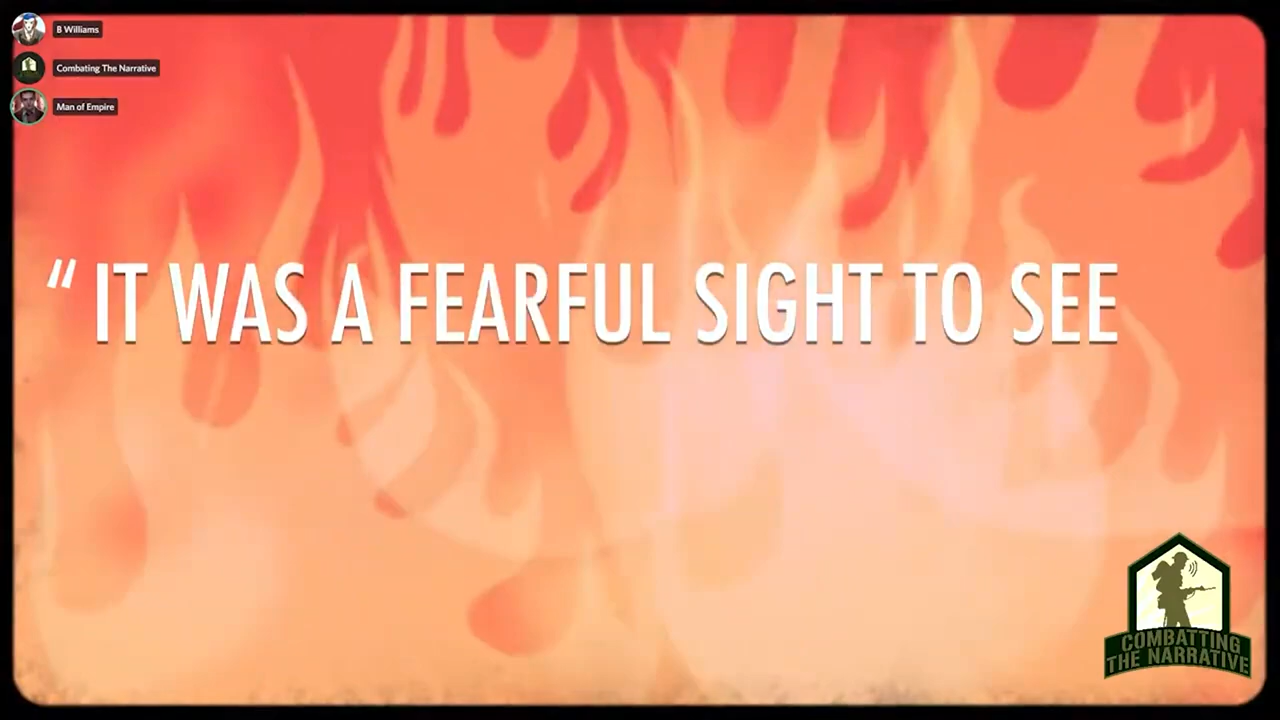 B Williams
Combating The Narrative
Man of Empire
“ IT WAS A FEARFUL SIGHT TO SEE
COMBATTING
THE NARRATIVE